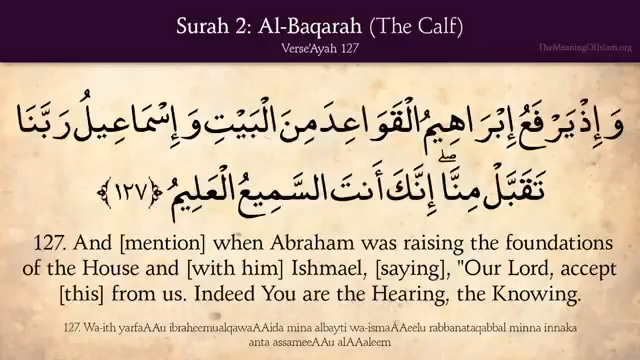 Surah 2: Al-Baqarah (The Calf)
Verse'Ayah 127
TheMeaningOfIslam.org
وَإِذْ يَرْفَعُ إِبْرَاهِيمُ الْقَوَاعِدَ مِنَ الْبَيْتِ وَإِسْمَاعِيلُ رَبَّنَا
تَقَبَّلْ مِنَّا ۖ إِنَّكَ أَنتَ السَّمِيعُ الْعَلِيمُ ﴿١٢٧﴾
127. And [mention] when Abraham was raising the foundations
of the House and [with him] Ishmael, [saying], "Our Lord, accept
[this] from us. Indeed You are the Hearing, the Knowing.
127. Wa-ith yarfaAAu ibraheemualqawaAAida mina albayti wa-ismaAAeelu rabbanataqabbal minna innaka
anta assameeAAu alAAaleem